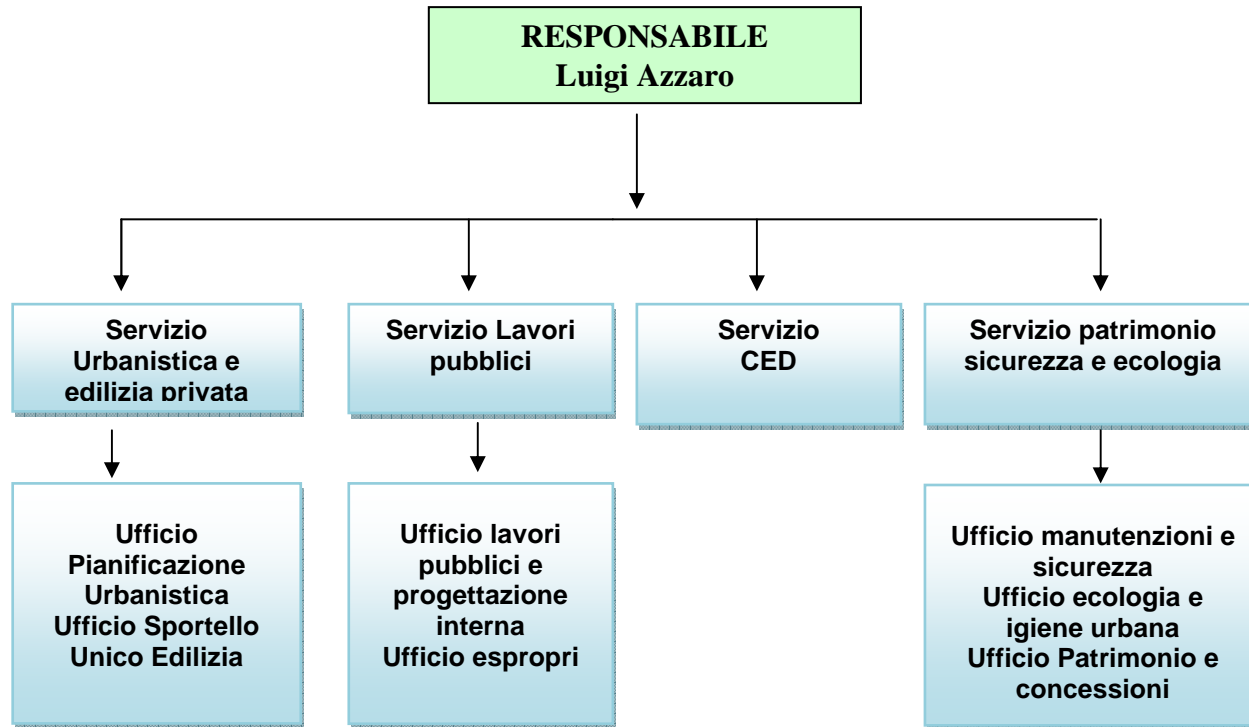 RESPONSABILE
Luigi Azzaro
Servizio
Urbanistica e
edilizia privata
Servizio Lavori
pubblici
Servizio
CED
Servizio patrimonio
sicurezza e ecologia
Ufficio
Pianificazione
Urbanistica
Ufficio Sportello
Unico Edilizia
Ufficio lavori
pubblici e
progettazione
interna
Ufficio espropri
Ufficio manutenzioni e
sicurezza
Ufficio ecologia e
igiene urbana
Ufficio Patrimonio e
concessioni